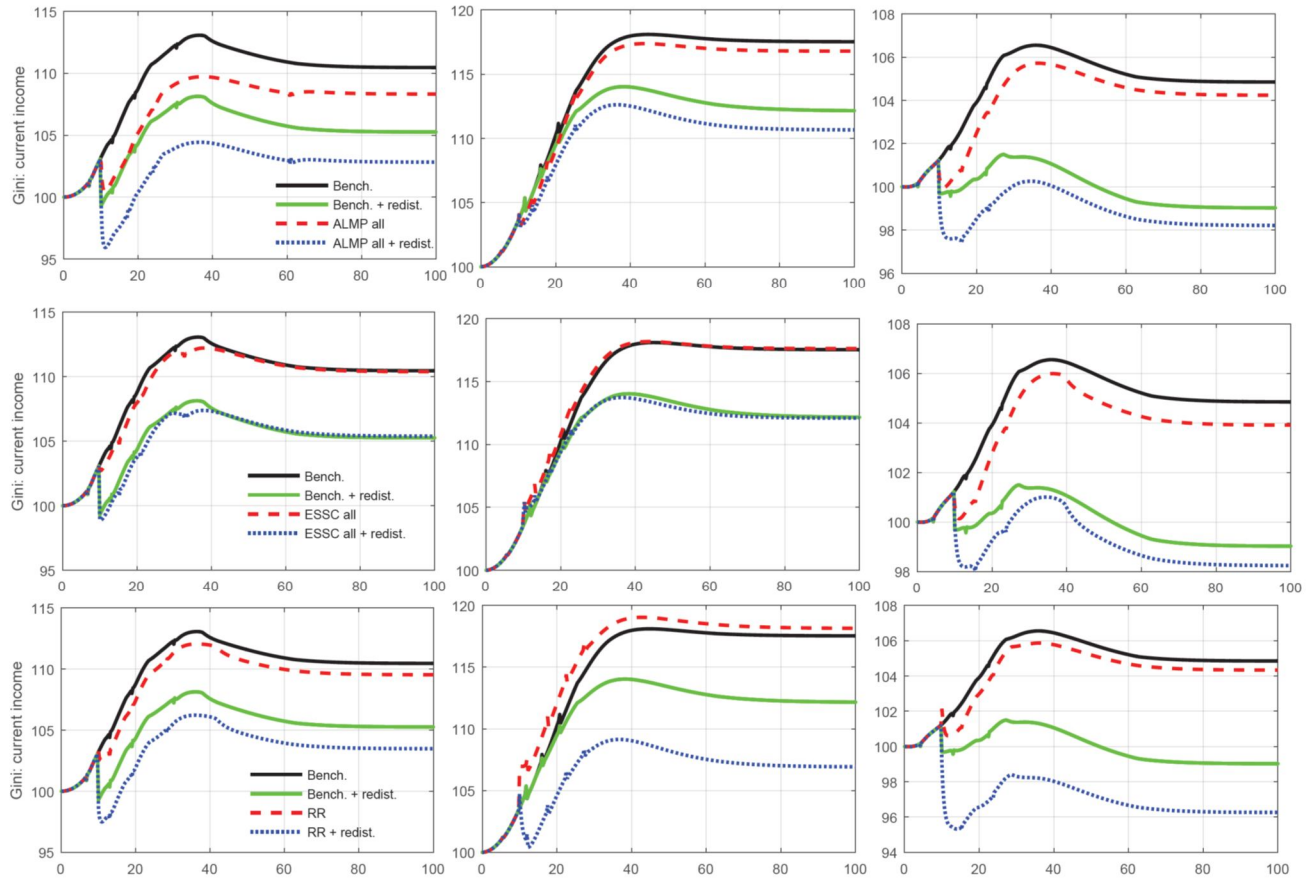 115
110
105
100
95
Gini: current income
Bench.
Bench. + redist.
ALMP all
ALMP all + redist.
0 20 40 60 80 100
120
115
110
105
100
0 20 40 60 80 100
108
106
104
102
100
98
96
0 20 40 60 80 100
115
110
105
100
95
Gini: current income
Bench.
Bench. + redist.
ESSC all
ESSC all + redist.
0 20 40 60 80 100
120
115
110
105
100
0 20 40 60 80 100
108
106
104
102
100
98
0 20 40 60 80 100
115
110
105
100
95
Gini: current income
Bench.
Bench. + redist.
RR
RR + redist.
0 20 40 60 80 100
120
115
110
105
100
0 20 40 60 80 100
108
106
104
102
100
98
96
94
0 20 40 60 80 100